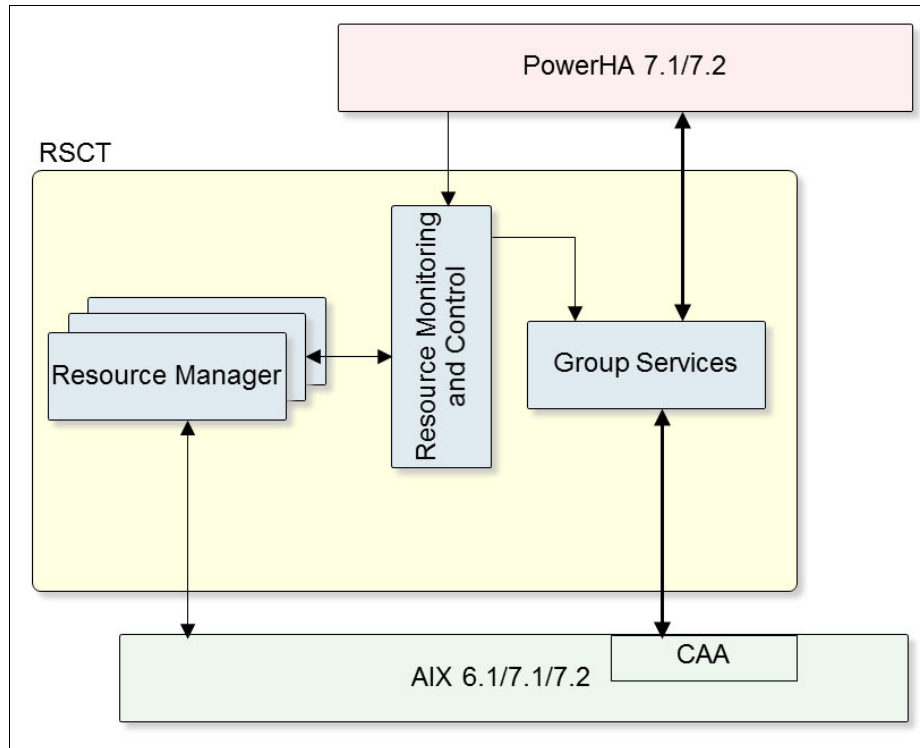 PowerHA 7.1/7.2
RSCT
Resource Monitoring
and Control
Resource Manager
Group Services
CAA
AIX 6.1/7.1/7.2